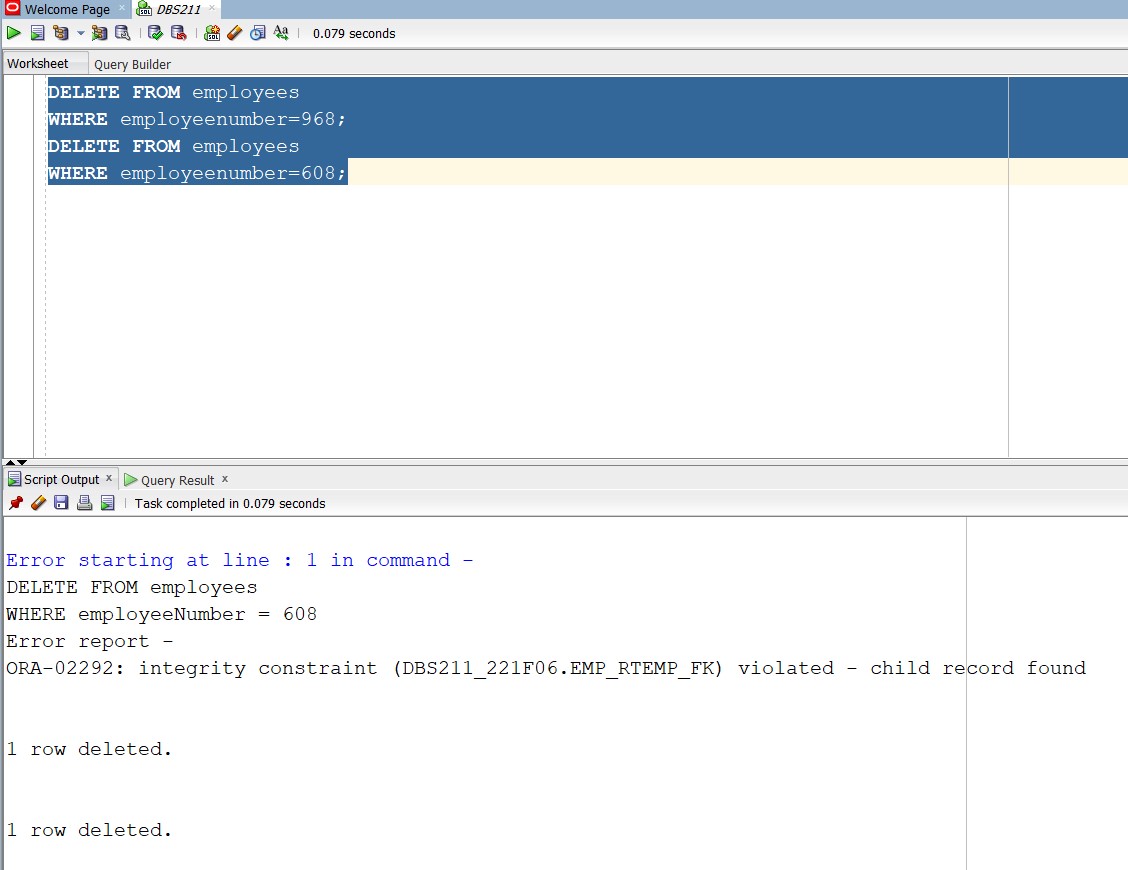 Welcome Page
DBS211
0.079 seconds
Worksheet
Query Builder
DELETE FROM employees
WHERE employeenumber=968;
DELETE FROM employees
WHERE employeenumber=608;
Script Output x
Query Result x
Task completed in 0.079 seconds
Error starting at line : 1 in command -
DELETE FROM employees
WHERE employeeNumber = 608
Error report -
ORA-02292: integrity constraint (DBS211_221F06.EMP_RTEMP_FK) violated - child record found
1 row deleted.
1 row deleted.